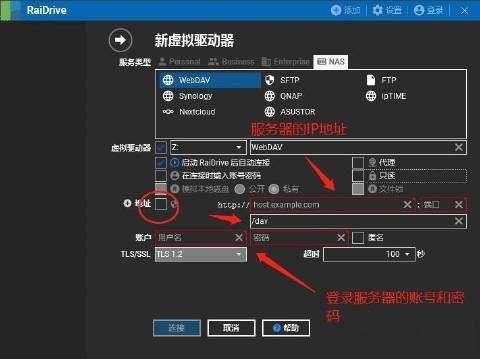 RaiDrive
添加 设置 登录
新虚拟驱动器
服务类型 Personal Business Enterprise NAS
WebDAV SFTP FTP
Synology QNAP ipTIME
Nextcloud ASUSTOR
服务器的IP地址
虚拟驱动器 Z: WebDAV
启动 RaiDrive 后自动连接 代理
在连接时输入账号密码 只读
模拟本地磁盘 公开 私有 文件锁
地址 http:// host.example.com : 端口
/dav
账户 用户名 密码 匿名
TLS/SSL TLS 1.2 超时 100 秒
登录服务器的账号和密
码
连接 取消 帮助